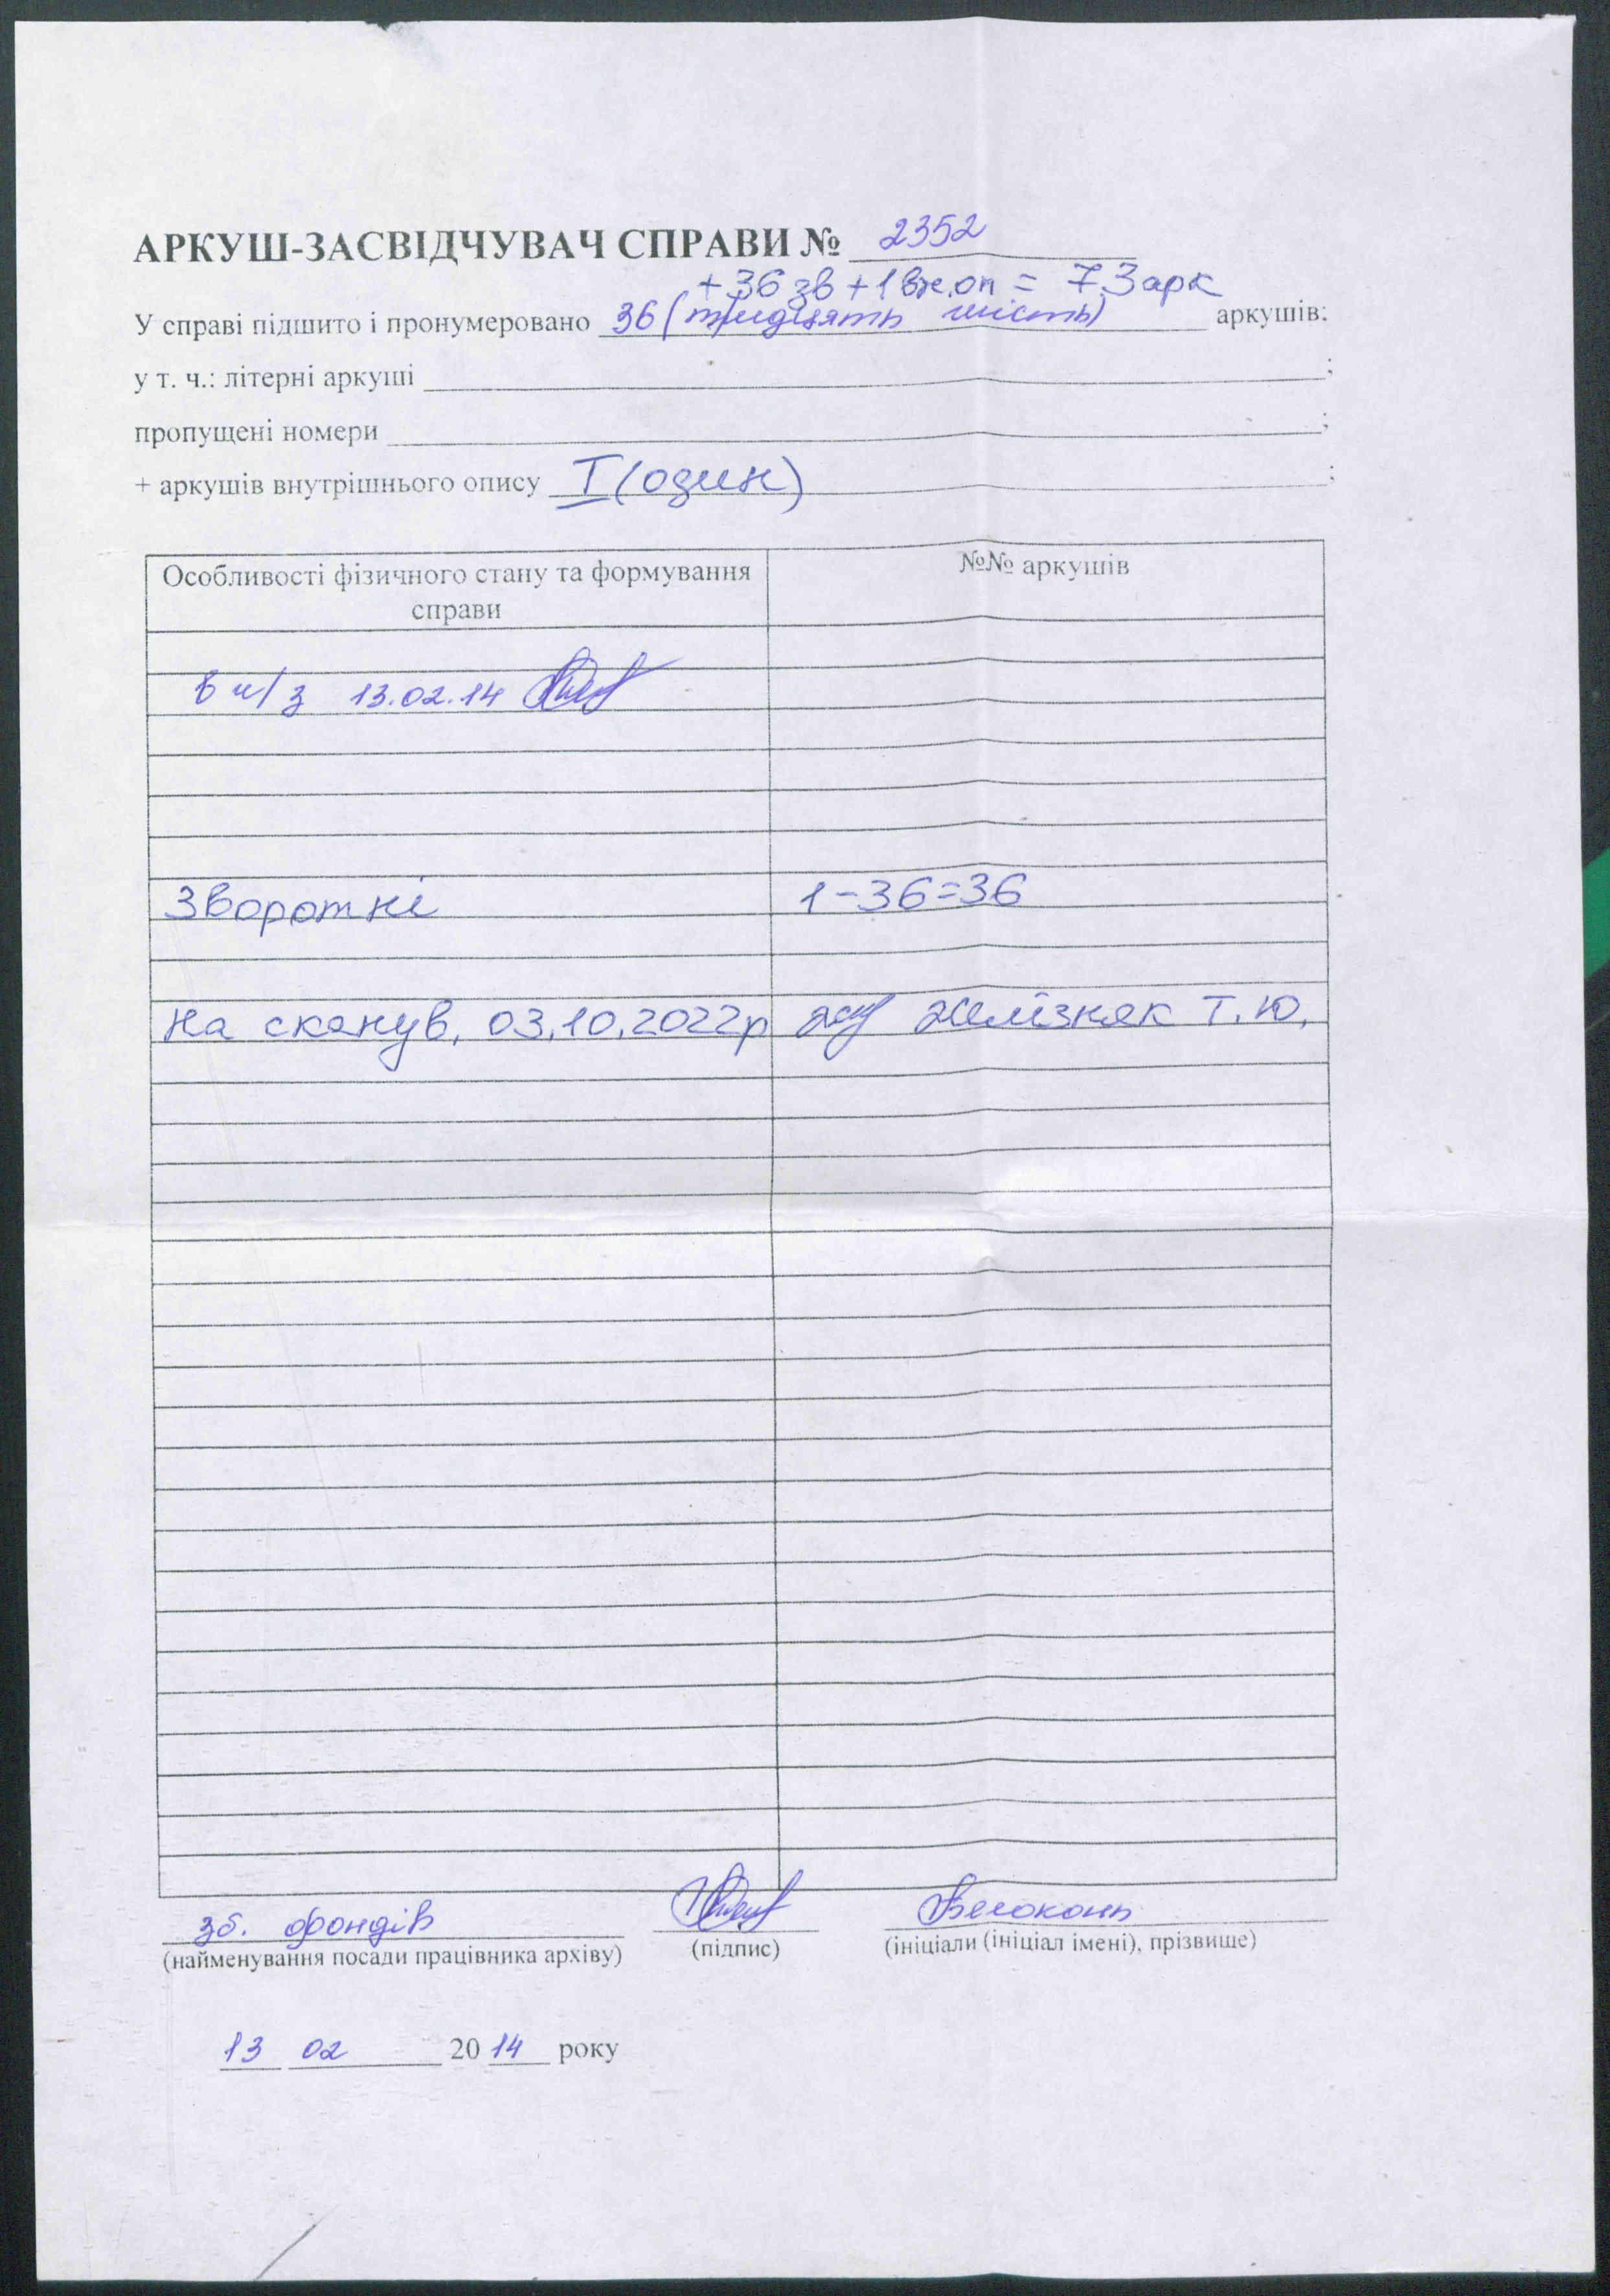 АРКУШ-ЗАСВІДЧУВАЧ СПРАВИ № 2352
+36 зв +1 вн.оп = 73 арк
У справі підшито і пронумеровано 36 (тридцять шість) аркушів;
у т. ч.: літерні аркуші ;
пропущені номери ;
+ аркушів внутрішнього опису I (один) ;
Особливості фізичного стану та формування справи №№ аркушів
в н/з 13.02.14
Зворотні 1-36=36
На сканув. 03.10.2022р Желізняк Т.Ю.
зб. фондів Белоконь
(найменування посади працівника архіву) (підпис) (ініціали (ініціал імені), прізвище)
13 02 2014 року